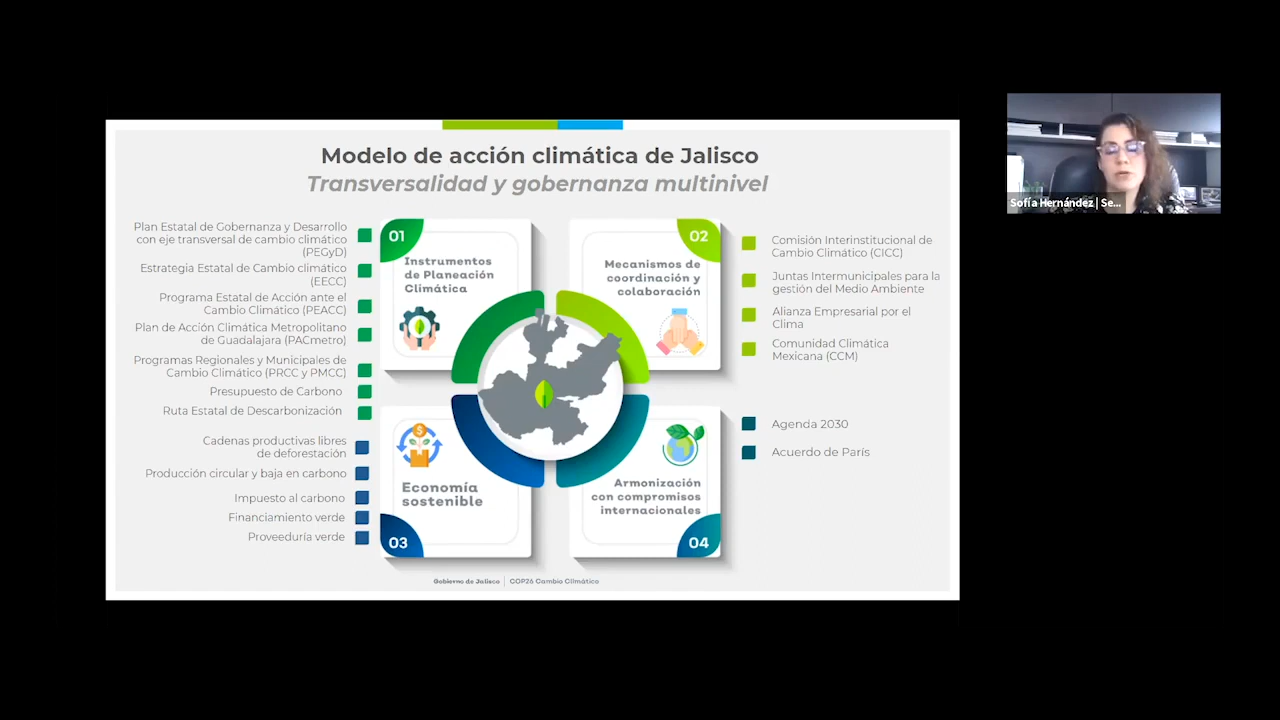 Modelo de acción climática de Jalisco
Transversalidad y gobernanza multinivel
Plan Estatal de Gobernanza y Desarrollo
con eje transversal de cambio climático
(PEGyD)
Estrategia Estatal de Cambio climático
(EECC)
Programa Estatal de Acción ante el
Cambio Climático (PEACC)
Plan de Acción Climática Metropolitano
de Guadalajara (PACmetro)
Programas Regionales y Municipales de
Cambio Climático (PRCC y PMCC)
Presupuesto de Carbono
Ruta Estatal de Descarbonización
01
Instrumentos
de Planeación
Climática
02
Mecanismos de
coordinación y
colaboración
Comisión Interinstitucional de
Cambio Climático (CICC)
Juntas Intermunicipales para la
gestión del Medio Ambiente
Alianza Empresarial por el
Clima
Comunidad Climática
Mexicana (CCM)
Cadenas productivas libres
de deforestación
Producción circular y baja en carbono
Impuesto al carbono
Financiamiento verde
Proveeduría verde
Economía
sostenible
03
Armonización
con compromisos
internacionales
04
Agenda 2030
Acuerdo de París
Gobierno de Jalisco | COP26 Cambio Climático
Sofía Hernández | Se...